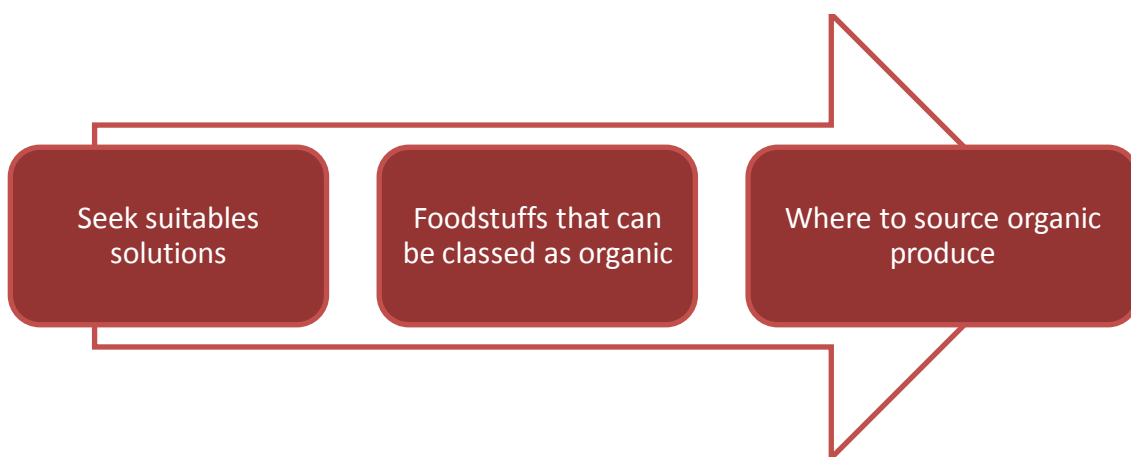 Seek suitables
solutions
Foodstuffs that can
be classed as organic
Where to source organic
produce